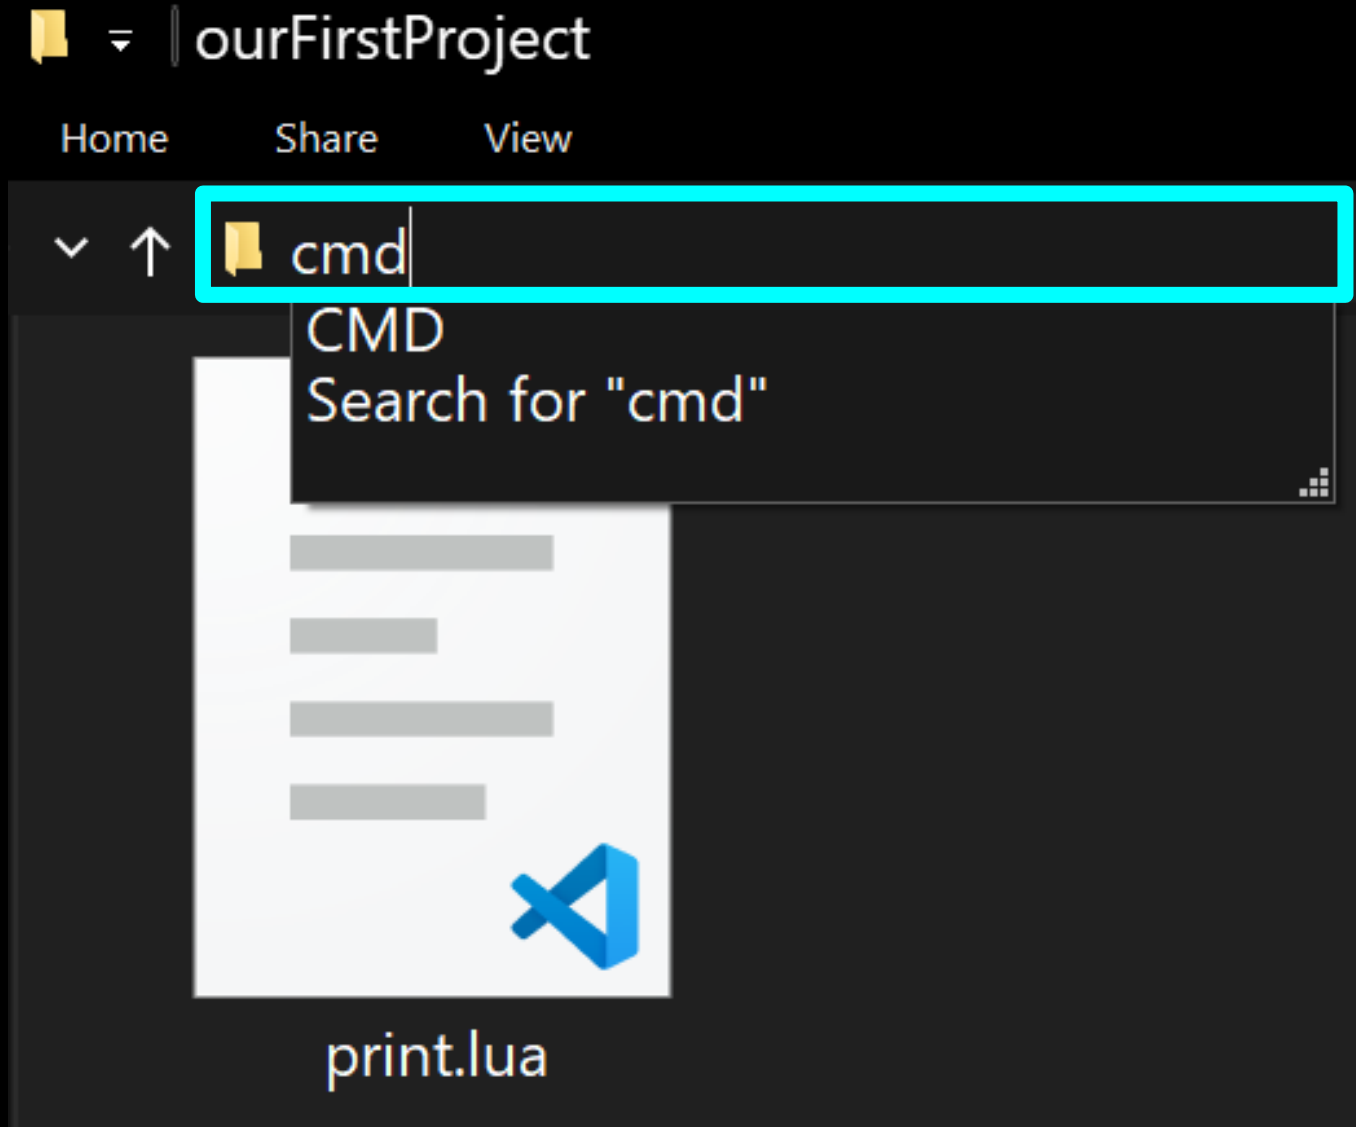 ourFirstProject
Home Share View
cmd
CMD
Search for "cmd"
print.lua